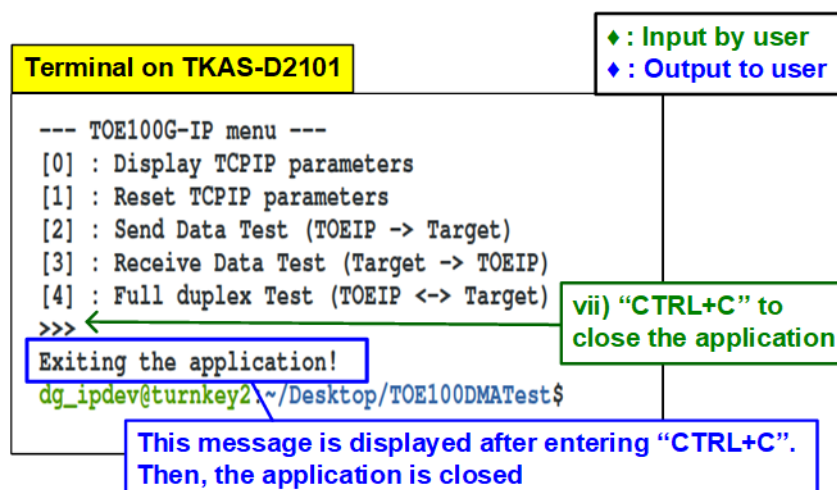 ♦ : Input by user
♦ : Output to user
Terminal on TKAS-D2101
--- TOE100G-IP menu ---
[0] : Display TCPIP parameters
[1] : Reset TCPIP parameters
[2] : Send Data Test (TOEIP -> Target)
[3] : Receive Data Test (Target -> TOEIP)
[4] : Full duplex Test (TOEIP <-> Target)
>>>
vii) “CTRL+C” to
close the application
Exiting the application!
dg_ipdev@turnkey2:~/Desktop/TOE100DMATest$
This message is displayed after entering “CTRL+C”.
Then, the application is closed